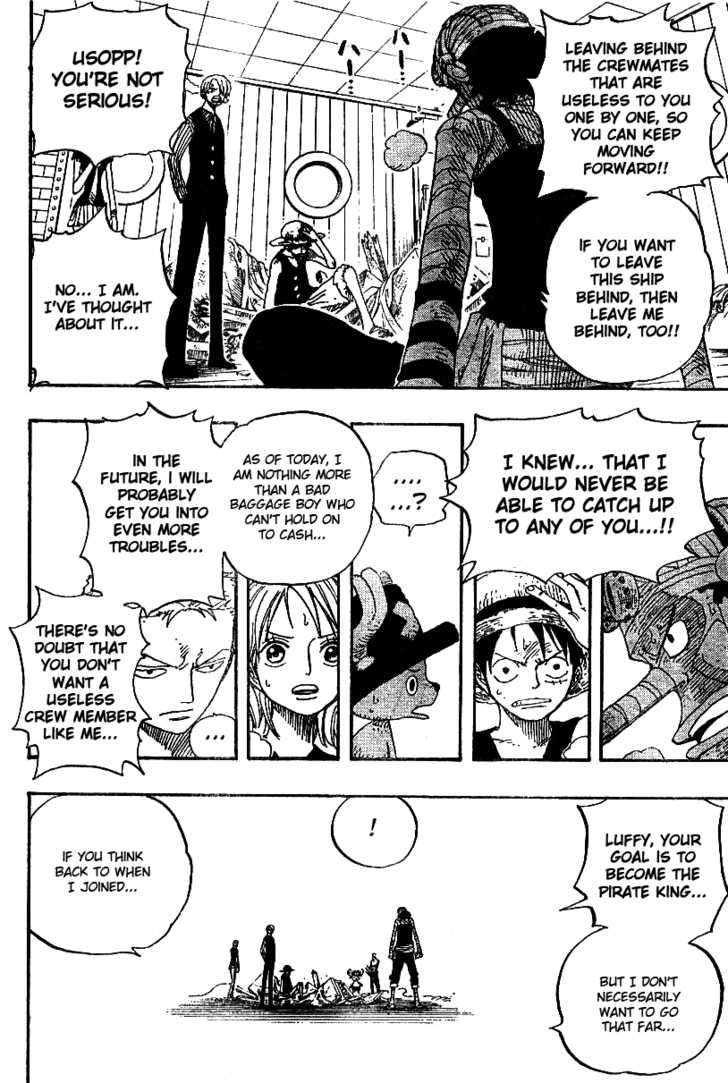 LEAVING BEHIND
THE CREWMATES
THAT ARE
USELESS TO YOU
ONE BY ONE, SO
YOU CAN KEEP
MOVING
FORWARD!!
IF YOU WANT
TO LEAVE
THIS SHIP
BEHIND, THEN
LEAVE ME
BEHIND, TOO!!
ハァ
ハァ
USOPP!
YOU'RE NOT
SERIOUS!
NO... I AM.
I'VE THOUGHT
ABOUT IT...
I KNEW... THAT I
WOULD NEVER BE
ABLE TO CATCH UP
TO ANY OF YOU...!!
....
...?
AS OF TODAY, I
AM NOTHING MORE
THAN A BAD
BAGGAGE BOY WHO
CAN'T HOLD ON
TO CASH...
IN THE
FUTURE, I WILL
PROBABLY
GET YOU INTO
EVEN MORE
TROUBLES...
THERE'S NO
DOUBT THAT
YOU DON'T
WANT A
USELESS
CREW MEMBER
LIKE ME...
...
LUFFY, YOUR
GOAL IS TO
BECOME THE
PIRATE KING...
BUT I DON'T
NECESSARILY
WANT TO GO
THAT FAR...
!
IF YOU THINK
BACK TO WHEN
I JOINED...